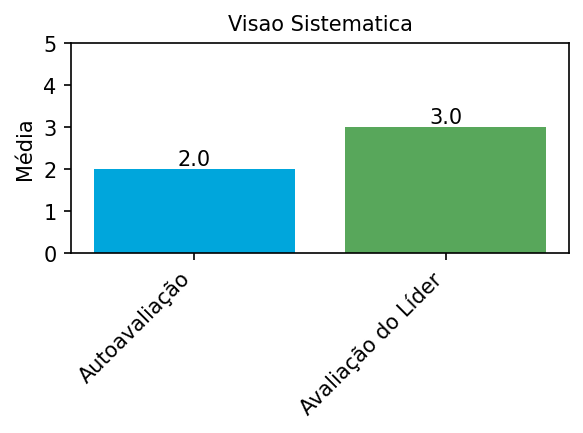 Visao Sistematica
5
4
3
2
1
0
Média
2.0
3.0
Autoavaliação
Avaliação do Líder